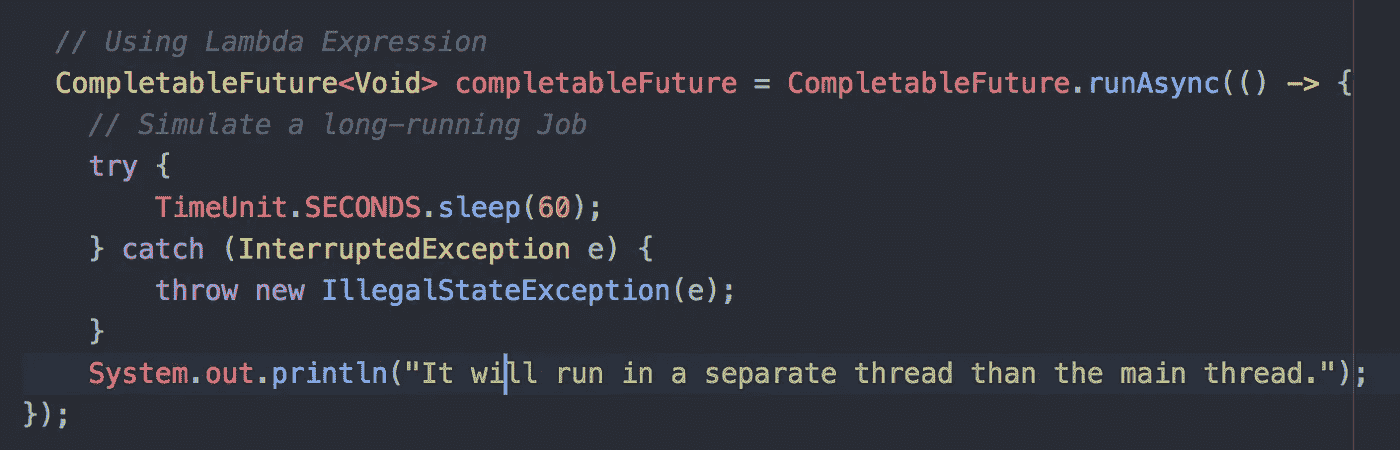 // Using Lambda Expression
CompletableFuture<Void> completableFuture = CompletableFuture.runAsync(() -> {
// Simulate a long-running Job
try {
TimeUnit.SECONDS.sleep(60);
} catch (InterruptedException e) {
throw new IllegalStateException(e);
}
System.out.println("It will run in a separate thread than the main thread.");
});